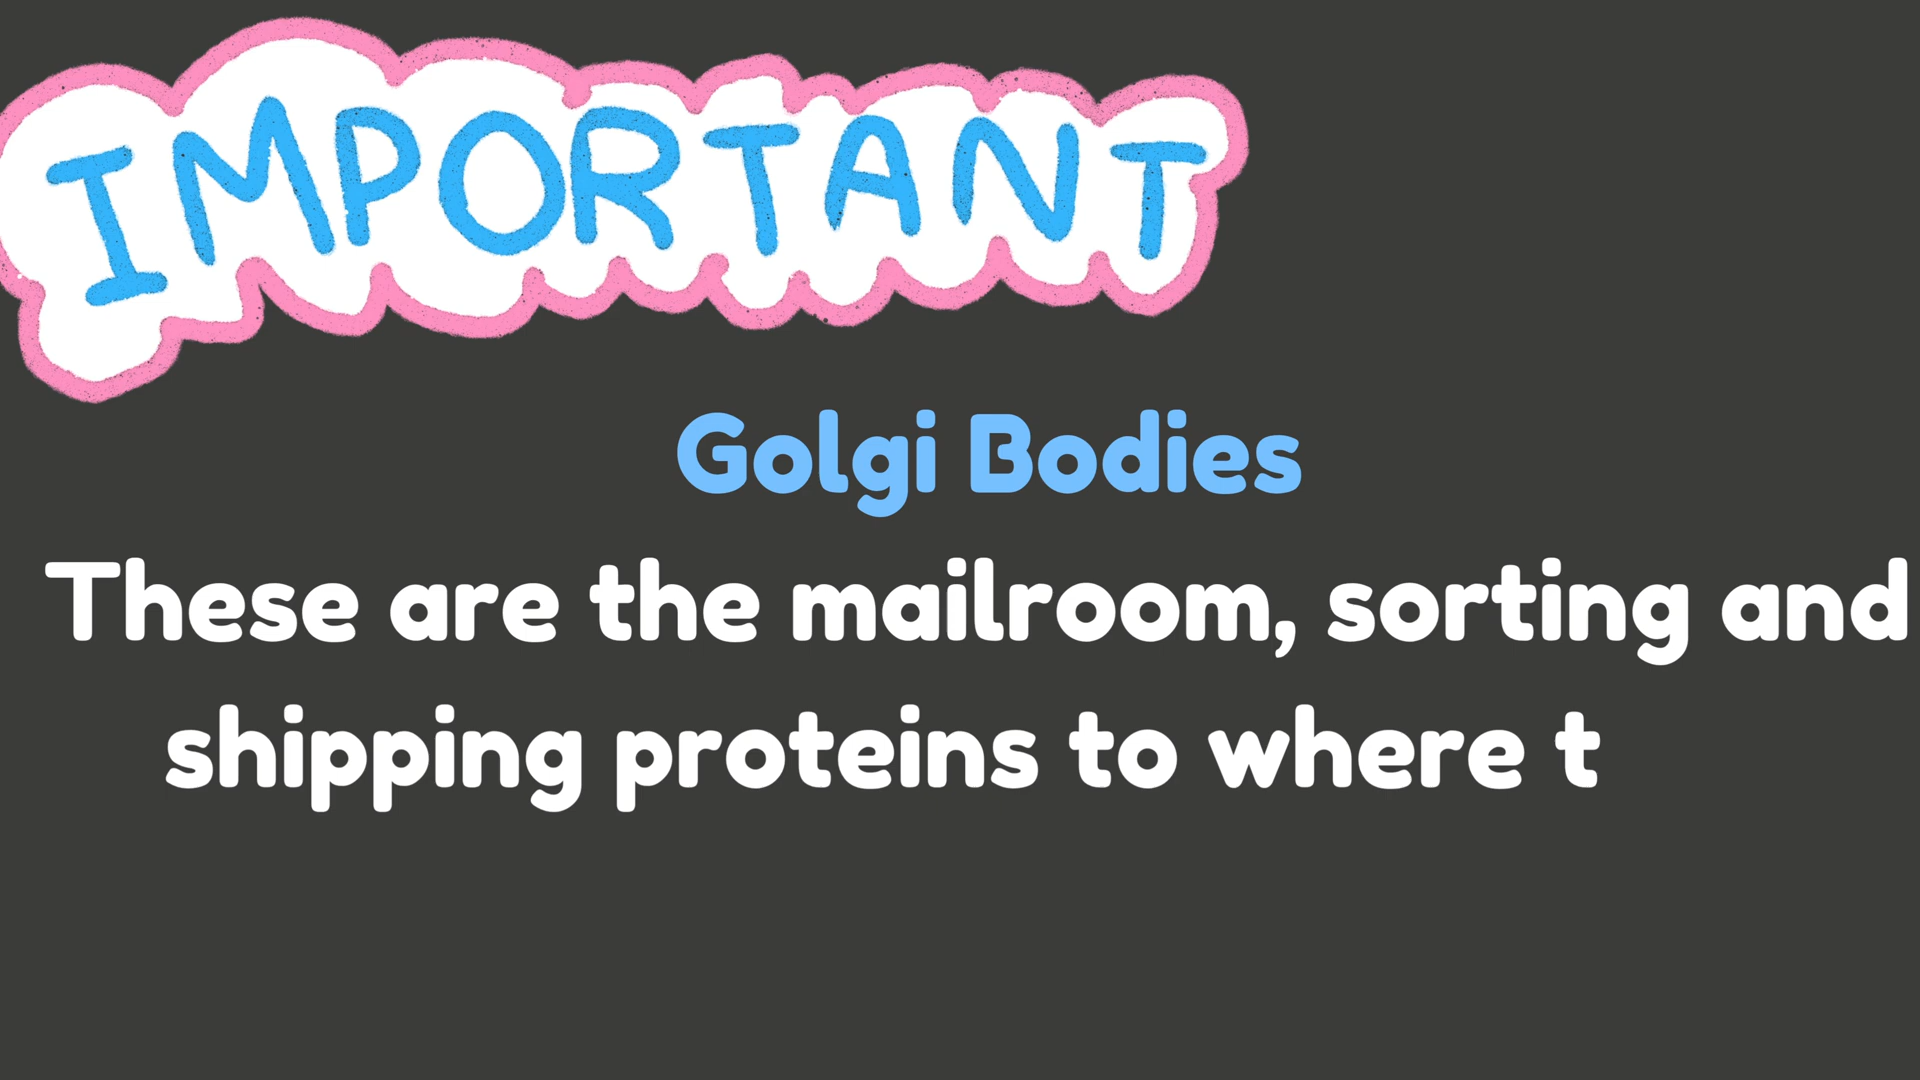 IMPORTANT
Golgi Bodies
These are the mailroom, sorting and
shipping proteins to where t